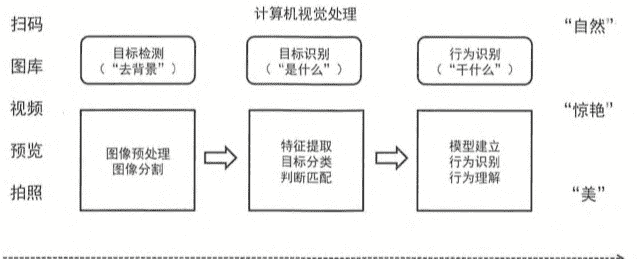 计算机视觉处理
扫码
图库
视频
预览
拍照
目标检测
（“去背景”）
目标识别
（“是什么”）
行为识别
（“干什么”）
图像预处理
图像分割
特征提取
目标分类
判断匹配
模型建立
行为识别
行为理解
“自然”
“惊艳”
“美”